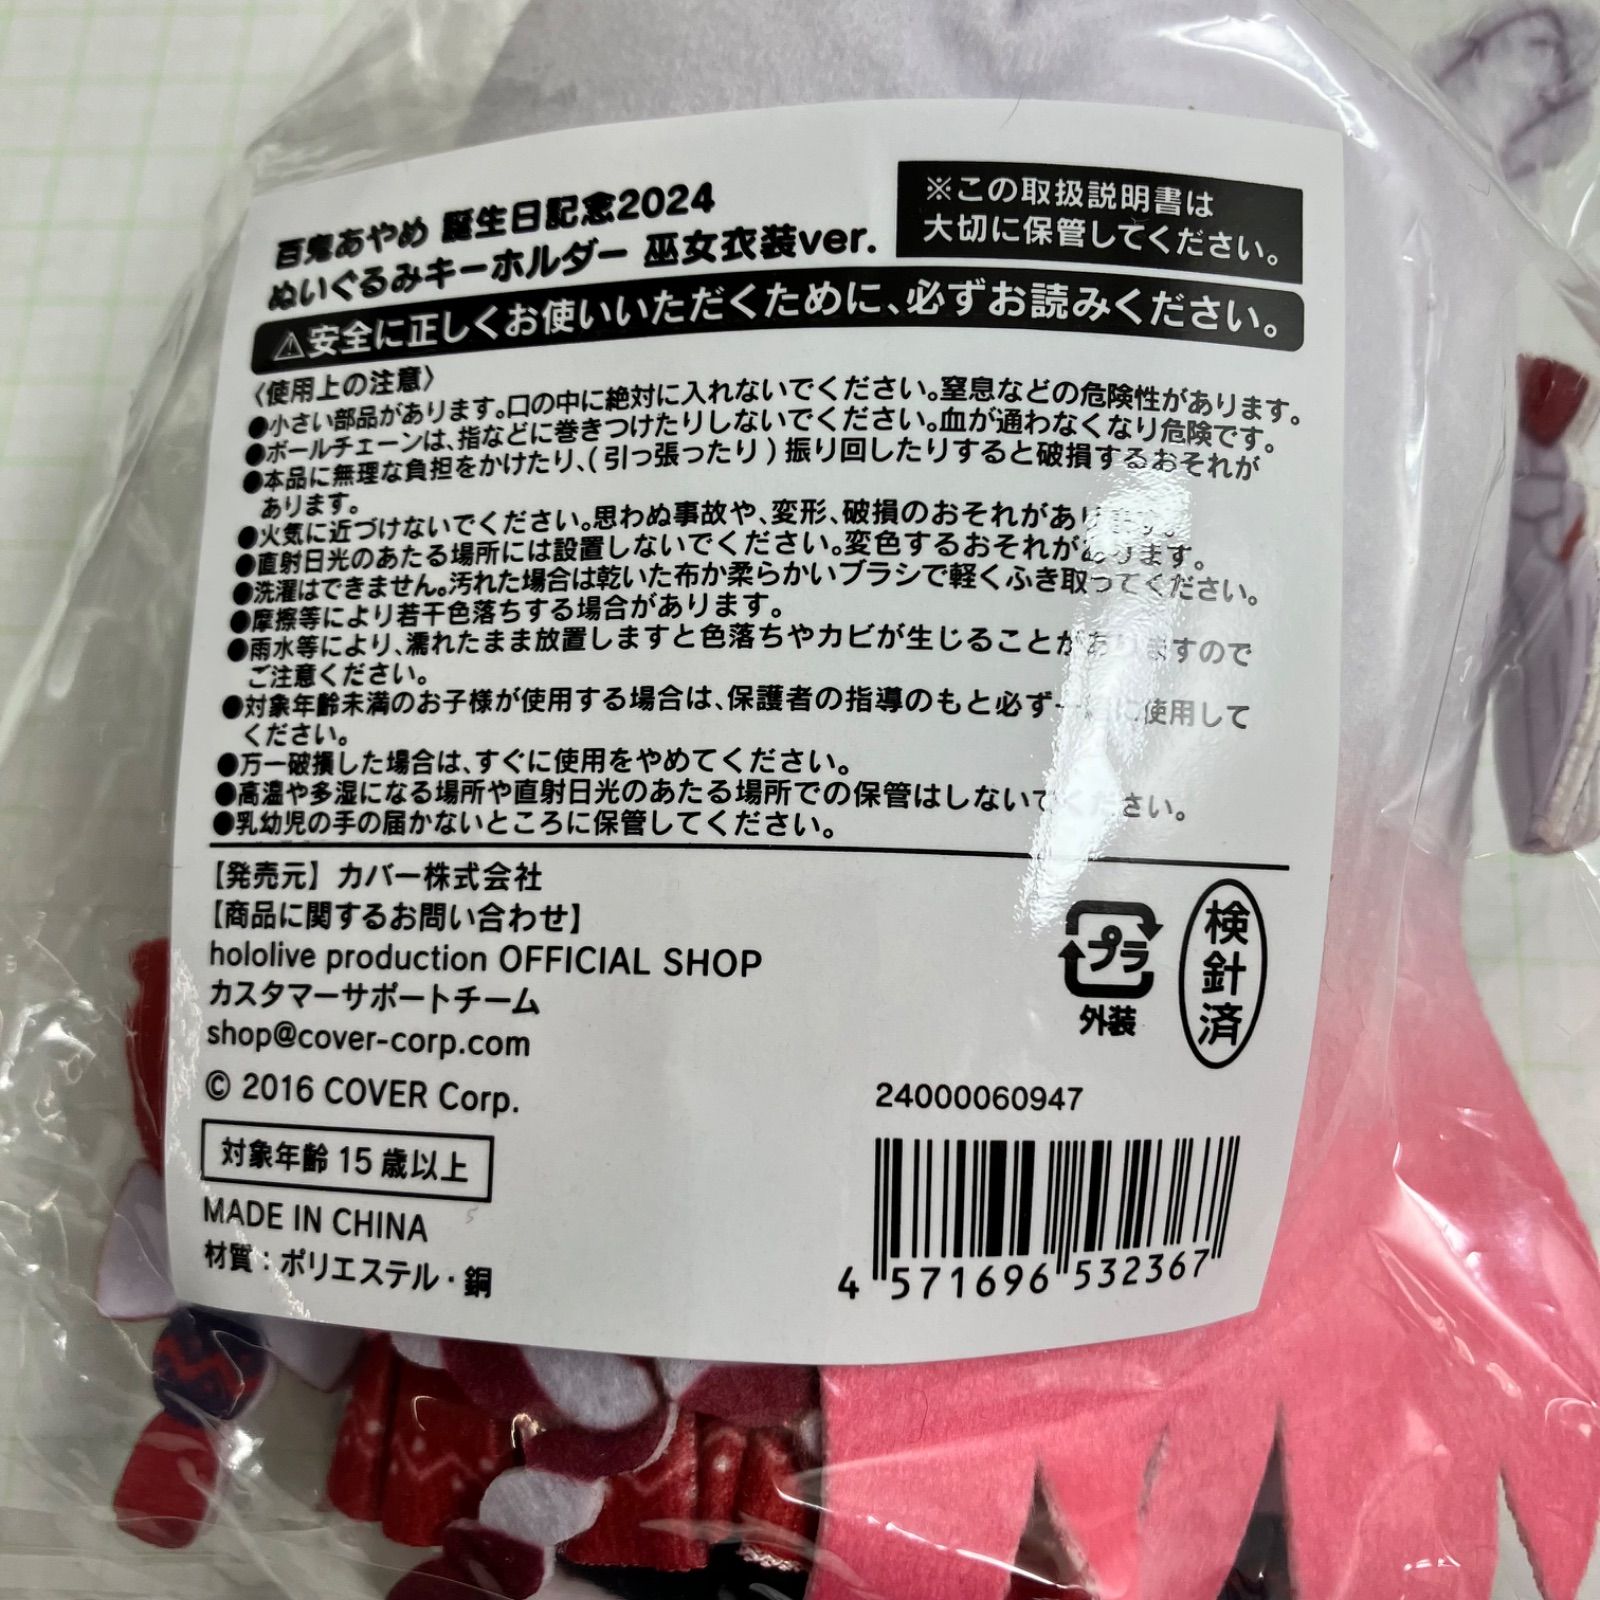 百鬼あやめ 誕生日記念2024
ぬいぐるみキーホルダー 巫女衣装ver.
※この取扱説明書は
大切に保管してください。
⚠安全に正しくお使いいただくために、必ずお読みください。
〈使用上の注意〉
●小さい部品があります。口の中に絶対に入れないでください。窒息などの危険性があります。
●ボールチェーンは、指などに巻きつけたりしないでください。血が通わなくなり危険です。
●本品に無理な負担をかけたり、(引っ張ったり)振り回したりすると破損するおそれが
あります。
●火気に近づけないでください。思わぬ事故や、変形、破損のおそれがあります。
●直射日光のあたる場所には設置しないでください。変色するおそれがあります。
●洗濯はできません。汚れた場合は乾いた布か柔らかいブラシで軽くふき取ってください。
●摩擦等により若干色落ちする場合があります。
●雨水等により、濡れたまま放置しますと色落ちやカビが生じることがありますので
ご注意ください。
●対象年齢未満のお子様が使用する場合は、保護者の指導のもと必ず一緒に使用して
ください。
●万一破損した場合は、すぐに使用をやめてください。
●高温や多湿になる場所や直射日光のあたる場所での保管はしないでください。
●乳幼児の手の届かないところに保管してください。
【発売元】カバー株式会社
【商品に関するお問い合わせ】
hololive production OFFICIAL SHOP
カスタマーサポートチーム
shop@cover-corp.com
© 2016 COVER Corp.
対象年齢 15 歳以上
MADE IN CHINA
材質：ポリエステル・銅
プラ
外装
検針済
24000060947
4 571696 532367